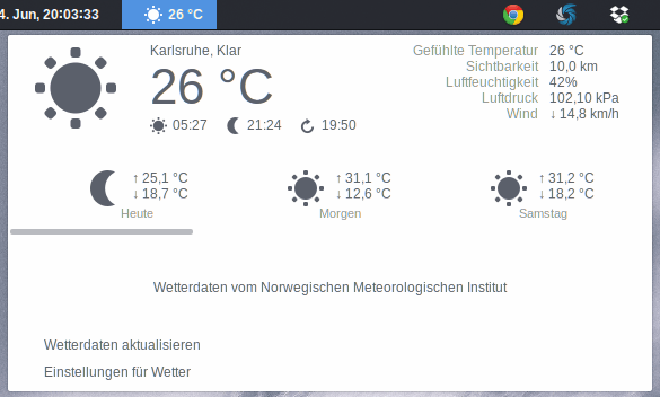 4. Jun, 20:03:33
26 °C
Karlsruhe, Klar
26 °C
05:27 21:24 19:50
Gefühlte Temperatur 26 °C
Sichtbarkeit 10,0 km
Luftfeuchtigkeit 42%
Luftdruck 102,10 kPa
Wind ↓ 14,8 km/h
↑ 25,1 °C
↓ 18,7 °C
Heute
↑ 31,1 °C
↓ 12,6 °C
Morgen
↑ 31,2 °C
↓ 18,2 °C
Samstag
Wetterdaten vom Norwegischen Meteorologischen Institut
Wetterdaten aktualisieren
Einstellungen für Wetter